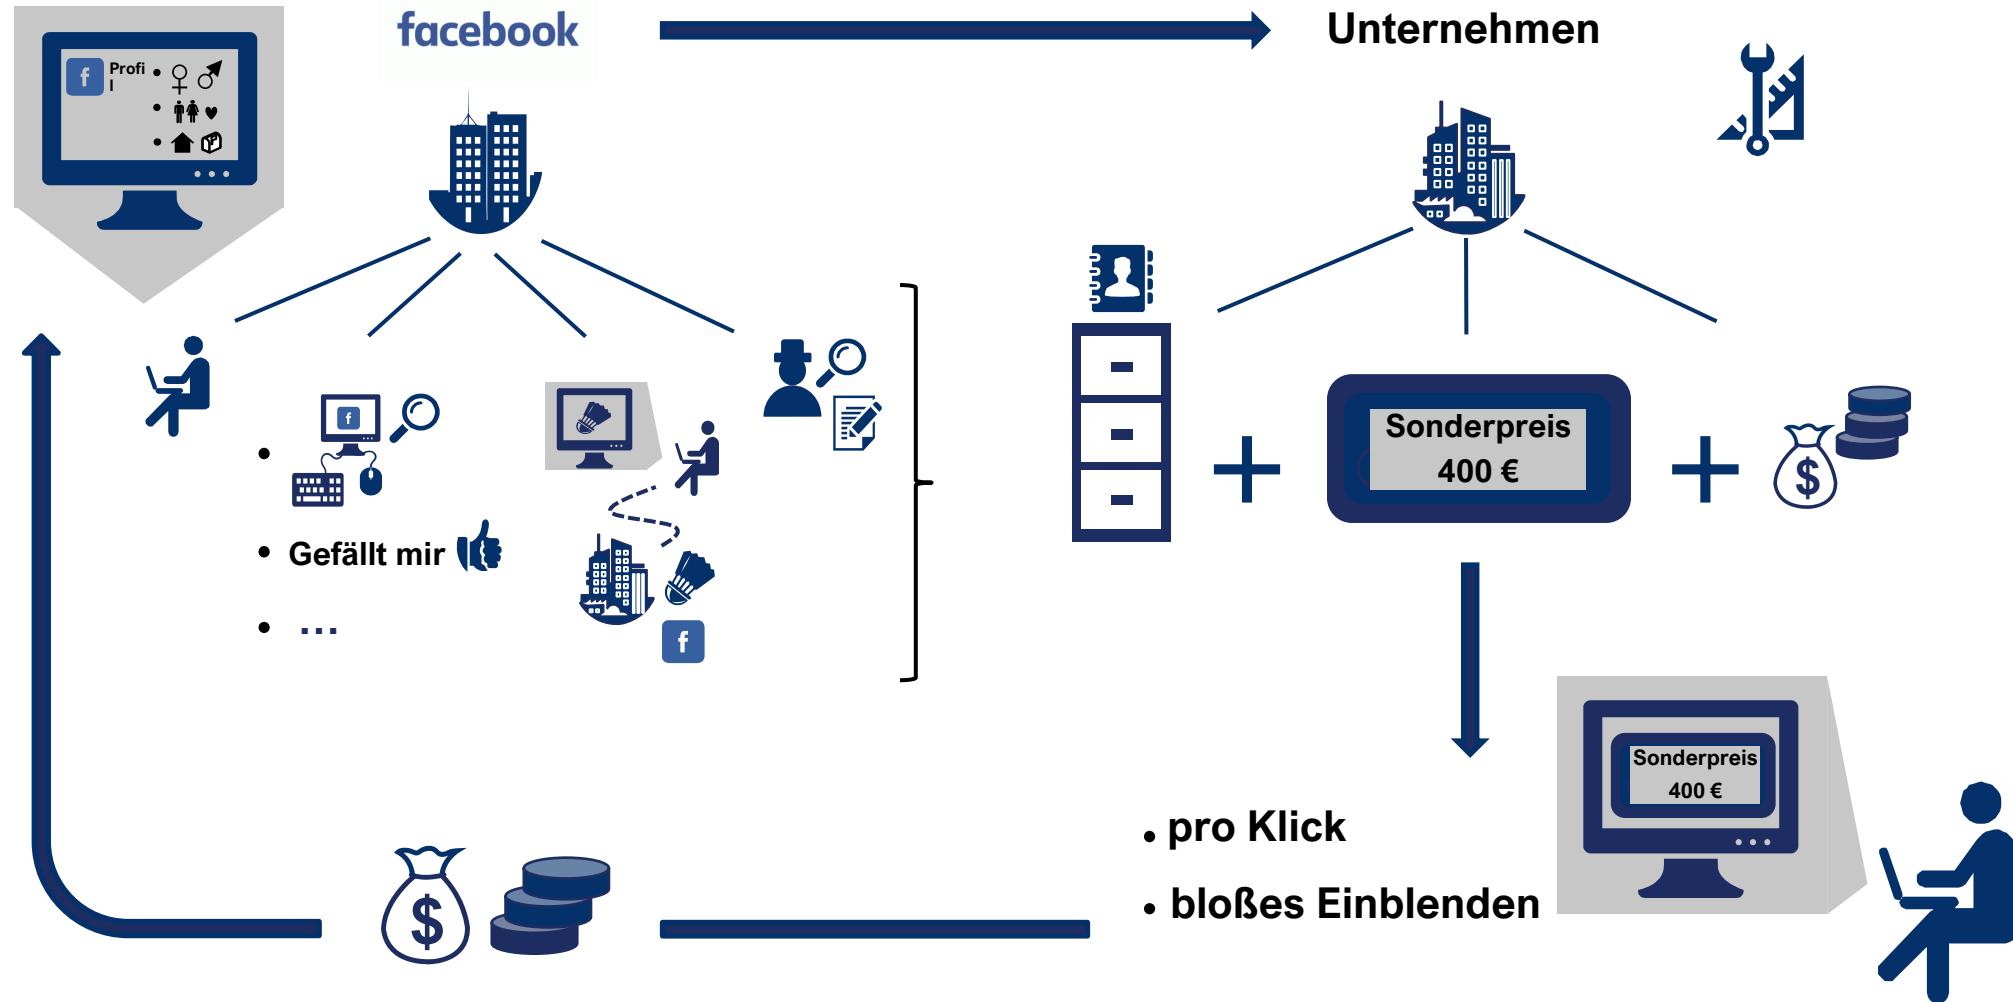 facebook
Unternehmen
f
Profi
l
f
Gefällt mir
...
f
Sonderpreis
400 €
$
Sonderpreis
400 €
pro Klick
bloßes Einblenden
$